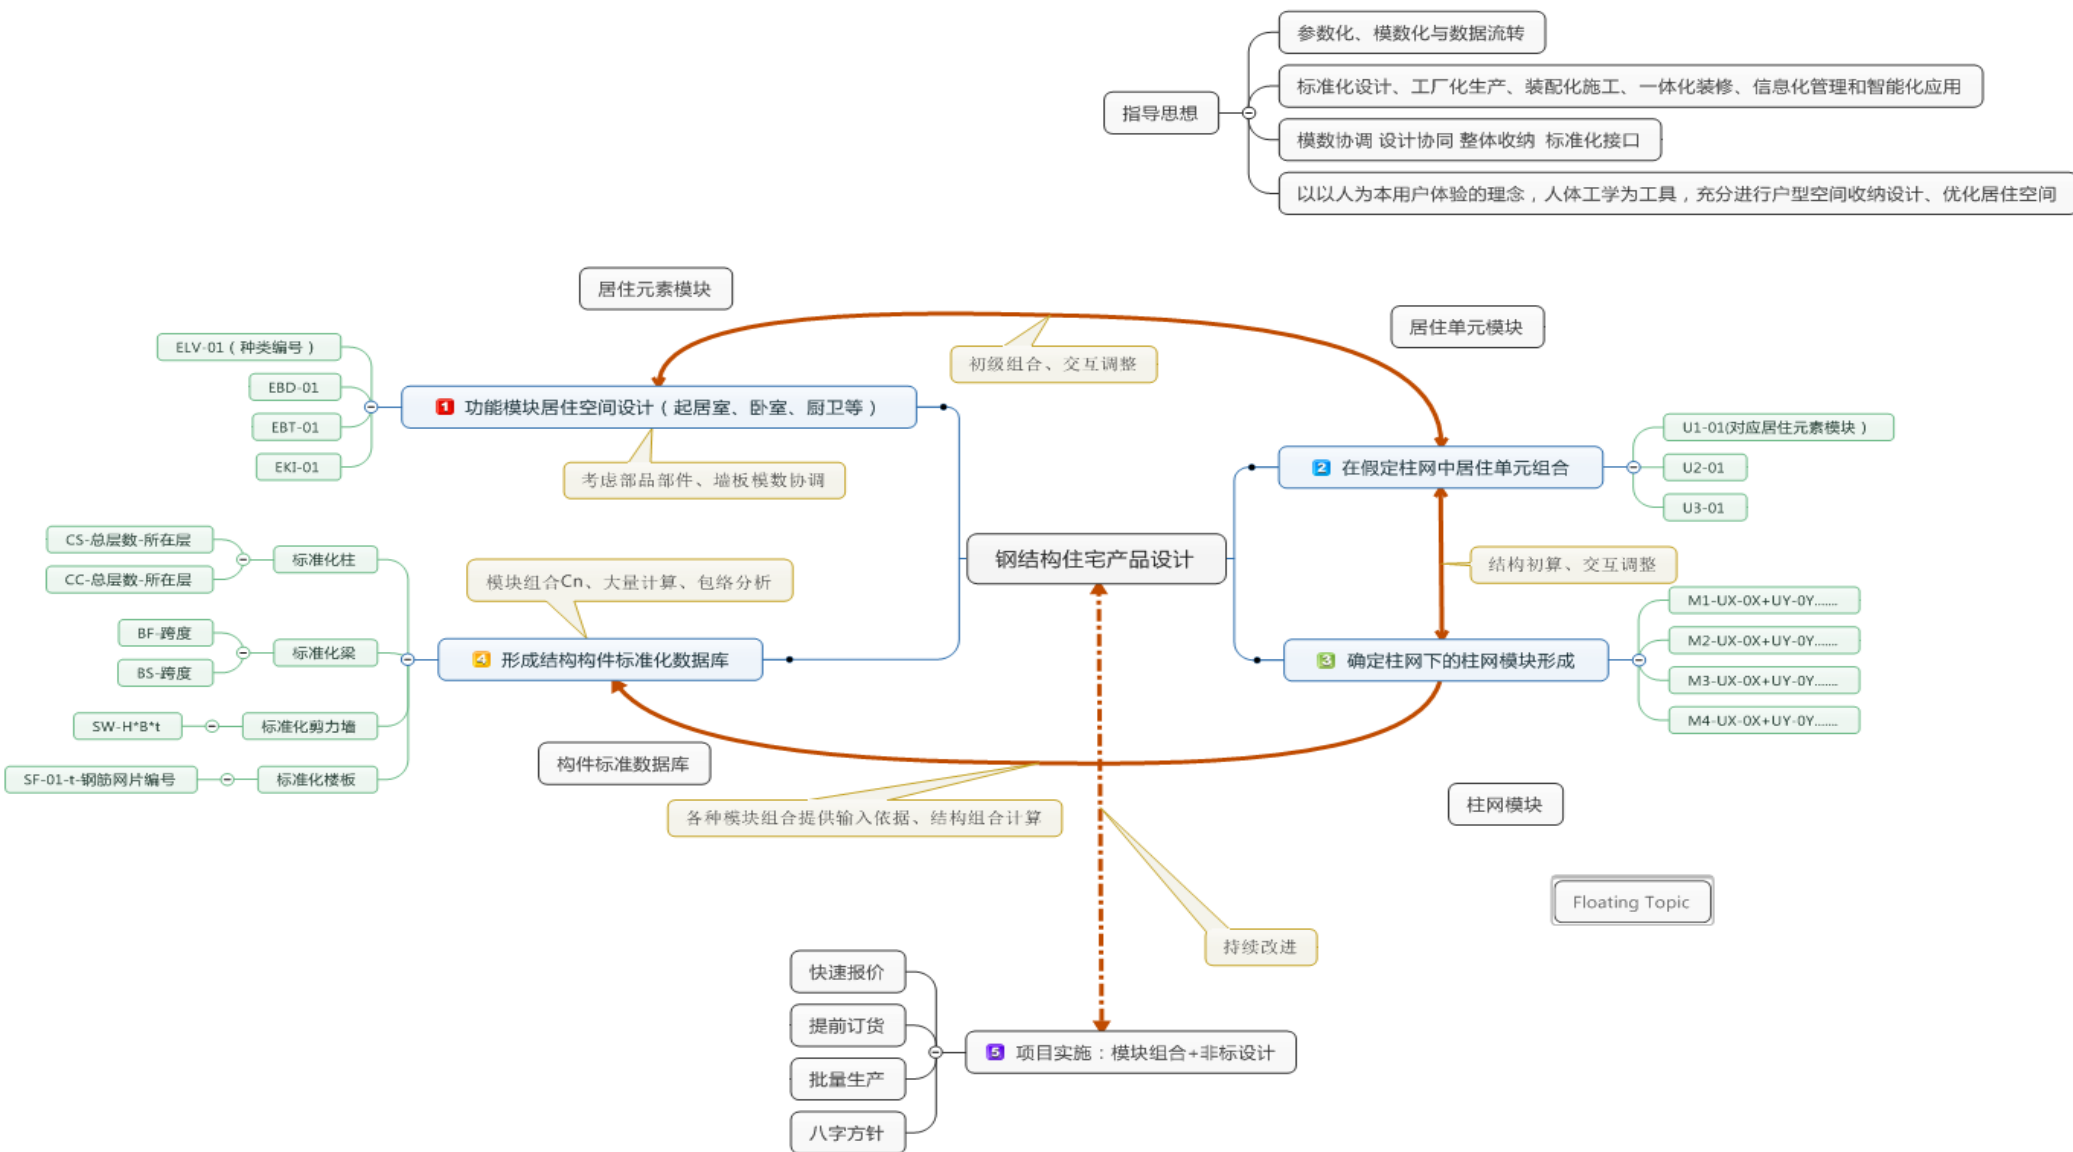 参数化、模数化与数据流转
标准化设计、工厂化生产、装配化施工、一体化装修、信息化管理和智能化应用
指导思想
模数协调 设计协同 整体收纳 标准化接口
以以人为本用户体验的理念，人体工学为工具，充分进行户型空间收纳设计、优化居住空间
居住元素模块
居住单元模块
初级组合、交互调整
ELV-01（种类编号）
EBD-01
EBT-01
EKI-01
1 功能模块居住空间设计（起居室、卧室、厨卫等）
考虑部品部件、墙板模数协调
2 在假定柱网中居住单元组合
U1-01(对应居住元素模块）
U2-01
U3-01
钢结构住宅产品设计
结构初算、交互调整
CS-总层数-所在层
CC-总层数-所在层
标准化柱
模块组合Cn、大量计算、包络分析
BF-跨度
BS-跨度
标准化梁
4 形成结构构件标准化数据库
3 确定柱网下的柱网模块形成
M1-UX-0X+UY-0Y.......
M2-UX-0X+UY-0Y.......
M3-UX-0X+UY-0Y.......
M4-UX-0X+UY-0Y.......
SW-H*B*t
标准化剪力墙
SF-01-t-钢筋网片编号
标准化楼板
构件标准数据库
各种模块组合提供输入依据、结构组合计算
柱网模块
Floating Topic
持续改进
快速报价
提前订货
批量生产
八字方针
5 项目实施：模块组合+非标设计